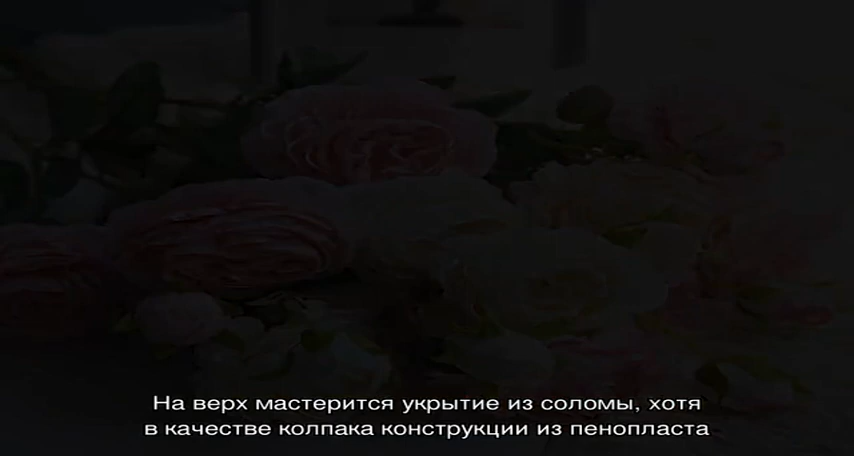 На верх мастерится укрытие из соломы, хотя
в качестве колпака конструкции из пенопласта